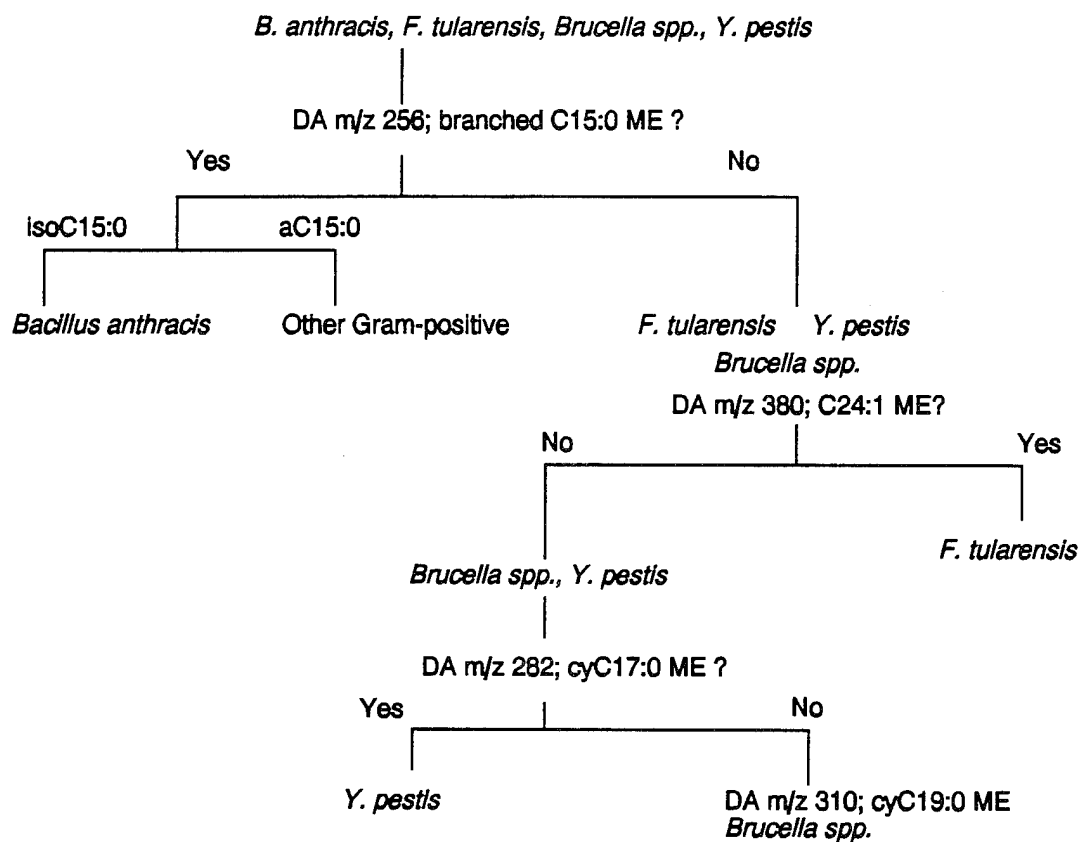 B. anthracis, F. tularensis, Brucella spp., Y. pestis
DA m/z 256; branched C15:0 ME ?
Yes
No
isoC15:0
aC15:0
Bacillus anthracis
Other Gram-positive
F. tularensis
Y. pestis
Brucella spp.
DA m/z 380; C24:1 ME?
No
Yes
F. tularensis
Brucella spp., Y. pestis
DA m/z 282; cyC17:0 ME ?
Yes
No
Y. pestis
DA m/z 310; cyC19:0 ME
Brucella spp.